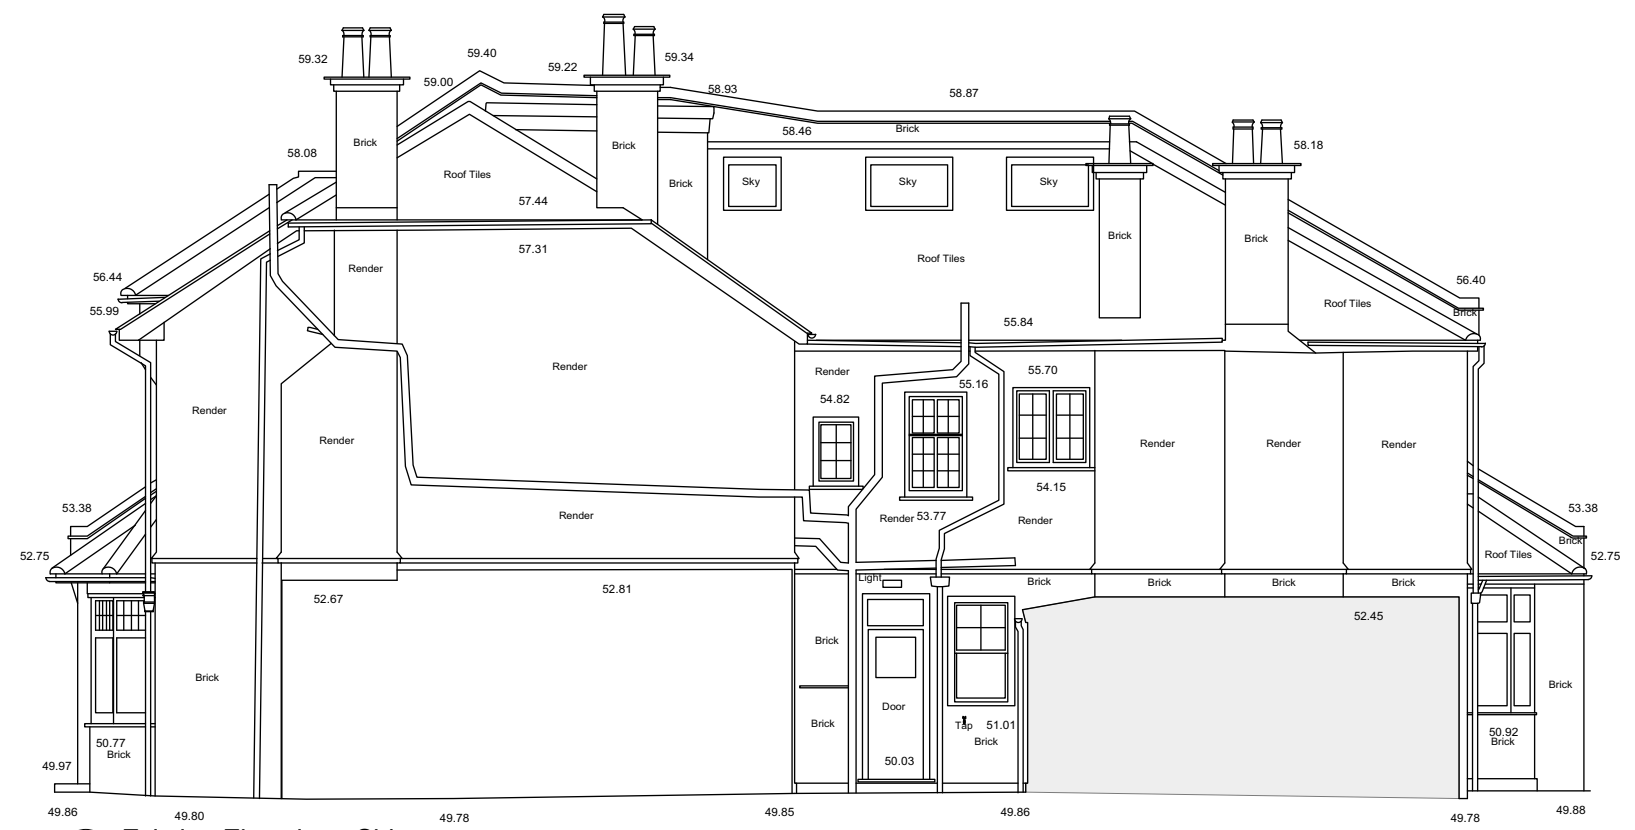 59.40
59.32
59.22
59.34
59.00
58.93
58.87
58.46
Brick
Brick
Brick
58.18
58.08
Roof Tiles
Brick
Sky
Sky
Sky
57.44
57.31
Brick
Brick
Render
Roof Tiles
56.44
56.40
55.99
Roof Tiles
Brick
55.84
Render
Render
55.70
55.16
54.82
Render
Render
Render
Render
Render
Render
54.15
53.38
Render
Render
53.77
Render
53.38
Brick
52.75
Roof Tiles
52.75
Light
Brick
Brick
Brick
Brick
52.67
52.81
52.45
Brick
Brick
Brick
Door
Brick
Tap
51.01
50.77
Brick
Brick
50.92
Brick
49.97
50.03
49.86
49.80
49.78
49.85
49.86
49.78
49.88